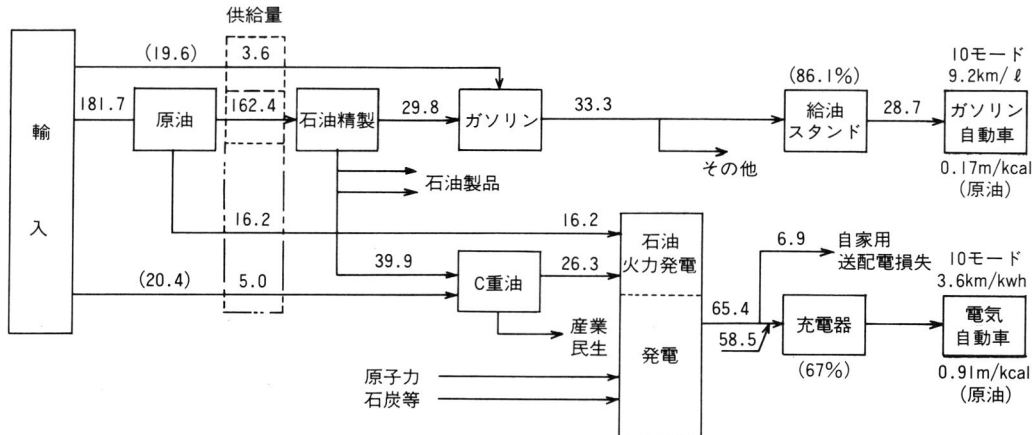 供給量
輸
入
(19.6)
3.6
181.7
原油
162.4
石油精製
29.8
ガソリン
33.3
その他
(86.1%)
給油
スタンド
28.7
10モード
9.2km/ℓ
ガソリン
自動車
0.17m/kcal
(原油)
石油製品
16.2
16.2
石油
火力発電
39.9
C重油
26.3
(20.4)
5.0
産業
民生
発電
原子力
石炭等
65.4
58.5
6.9
自家用
送配電損失
充電器
(67%)
10モード
3.6km/kwh
電気
自動車
0.91m/kcal
(原油)